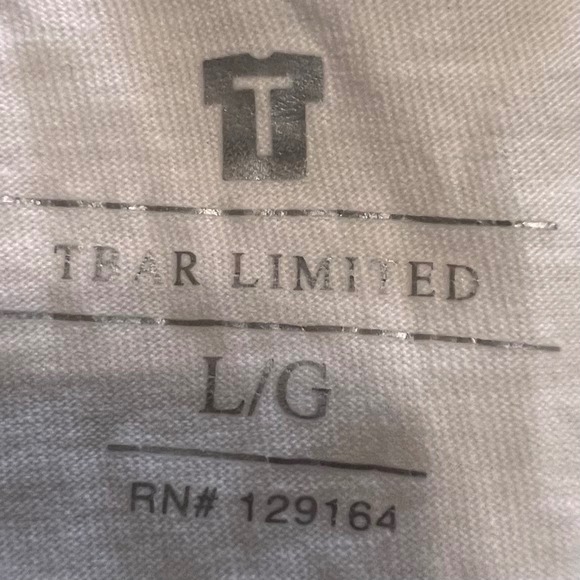 T
TBAR LIMITED
L/G
RN# 129164